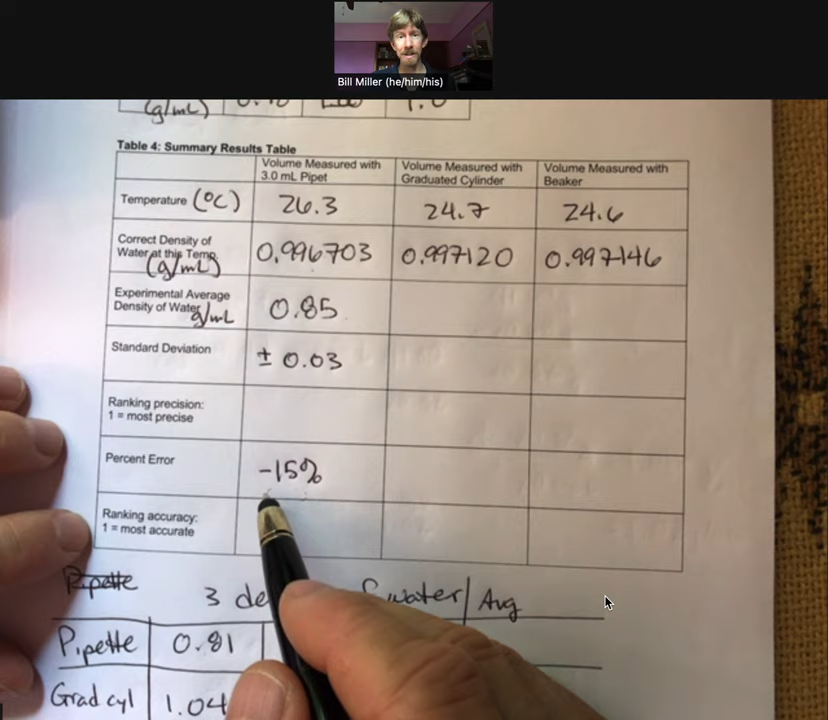 Bill Miller (he/him/his)
(g/mL)
1.0
Table 4: Summary Results Table
Volume Measured with
3.0 mL Pipet
Volume Measured with
Graduated Cylinder
Volume Measured with
Beaker
Temperature (°C) 26.3 24.7 24.6
Correct Density of
Water at this Temp.
(g/mL)
0.996703 0.997120 0.997146
Experimental Average
Density of Water g/mL
0.85
Standard Deviation ± 0.03
Ranking precision:
1 = most precise
Percent Error -15%
Ranking accuracy:
1 = most accurate
Pipette
3 de water/ Avg
Pipette 0.81
Grad cyl 1.04